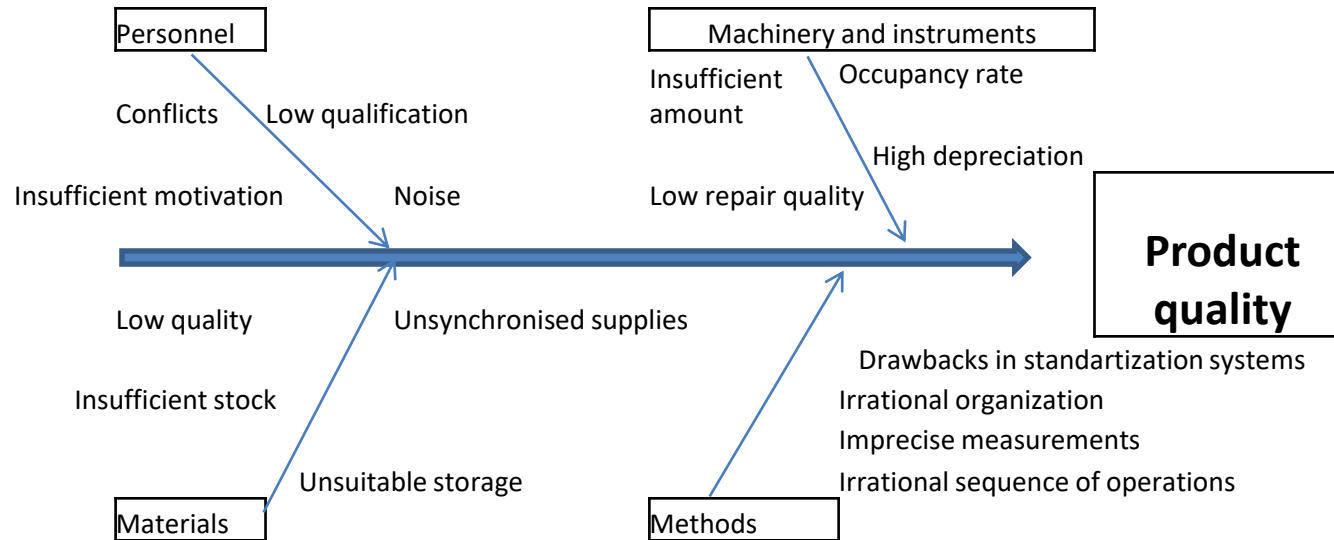 Personnel
Machinery and instruments
Insufficient
amount
Occupancy rate
Conflicts
Low qualification
High depreciation
Insufficient motivation
Noise
Low repair quality
Product
quality
Low quality
Unsynchronised supplies
Drawbacks in standartization systems
Insufficient stock
Irrational organization
Imprecise measurements
Unsuitable storage
Irrational sequence of operations
Materials
Methods